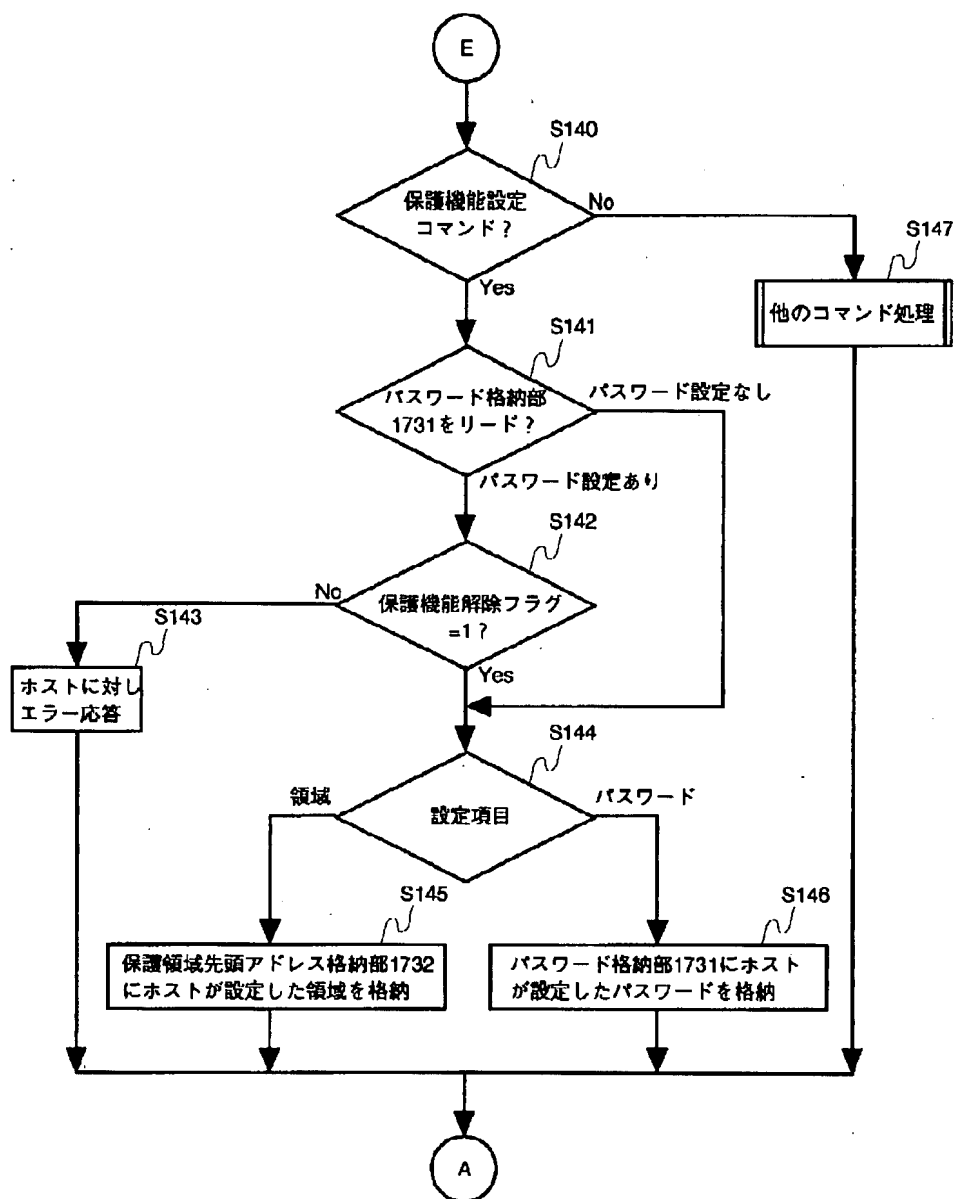 E
S140
保護機能設定
コマンド？
No
Yes
S147
他のコマンド処理
S141
パスワード格納部
1731をリード？
パスワード設定なし
パスワード設定あり
S142
保護機能解除フラグ
=1？
No
Yes
S143
ホストに対し
エラー応答
S144
設定項目
領域
パスワード
S145
保護領域先頭アドレス格納部1732
にホストが設定した領域を格納
S146
パスワード格納部1731にホスト
が設定したパスワードを格納
A